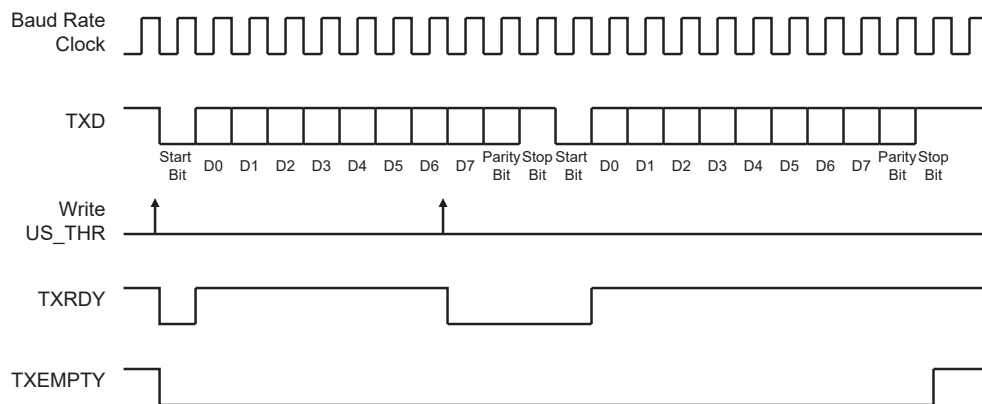 Baud Rate
Clock
TXD
Start
Bit
D0
D1
D2
D3
D4
D5
D6
D7
Parity
Bit
Stop
Bit
Start
Bit
D0
D1
D2
D3
D4
D5
D6
D7
Parity
Bit
Stop
Bit
Write
US_THR
TXRDY
TXEMPTY